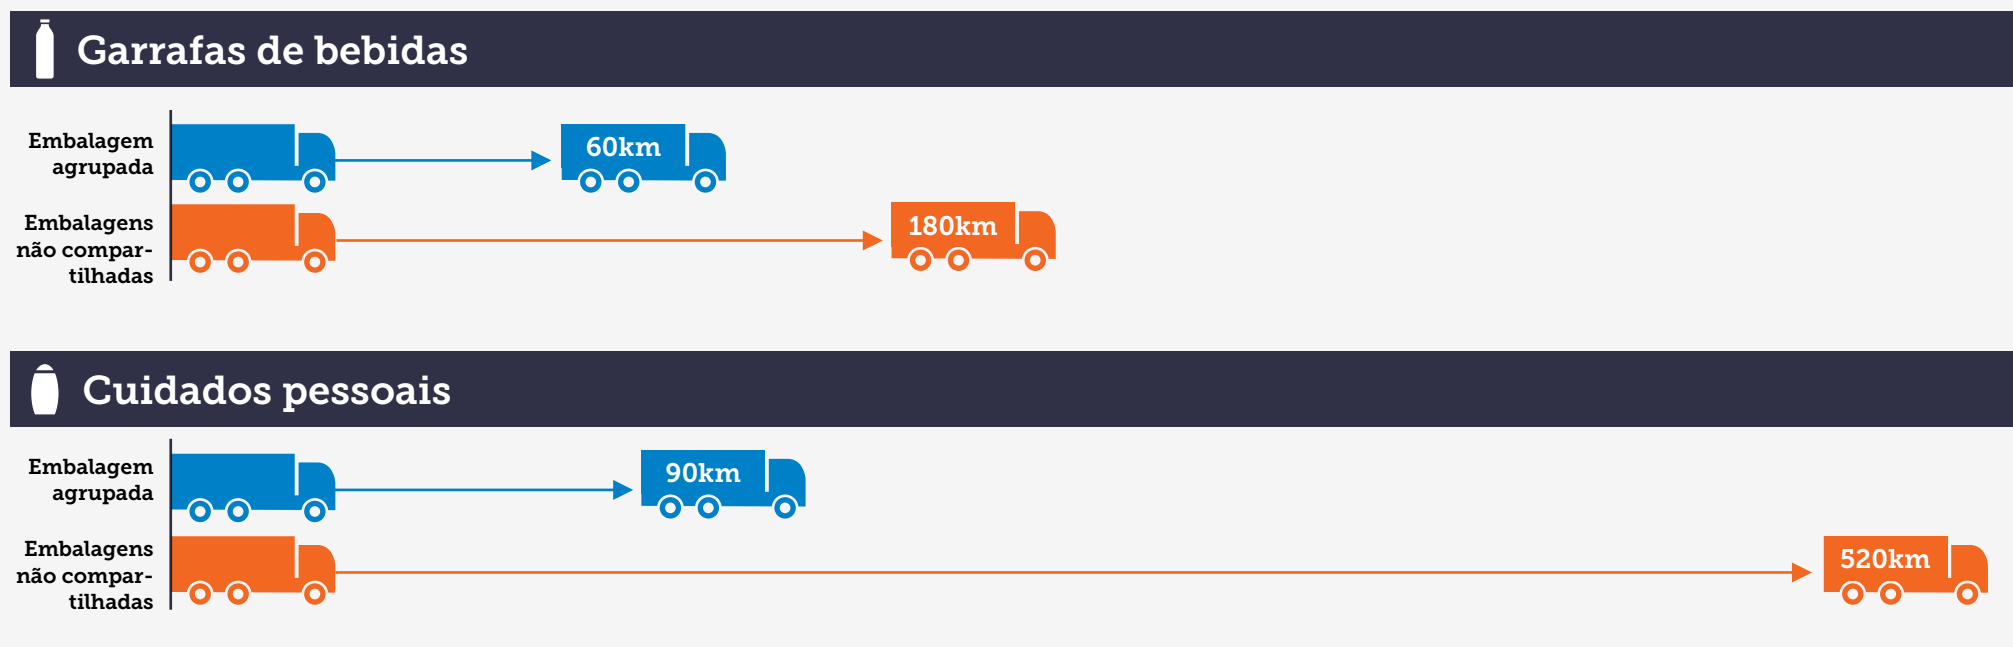 Garrafas de bebidas
Embalagem
agrupada
60km
Embalagens
não compar-
tilhadas
180km
Cuidados pessoais
Embalagem
agrupada
90km
Embalagens
não compar-
tilhadas
520km